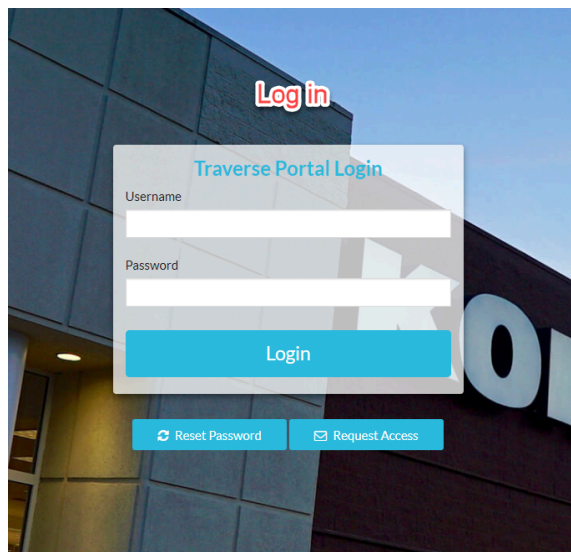 Log in
Traverse Portal Login
Username
Password
Login
Reset Password
Request Access